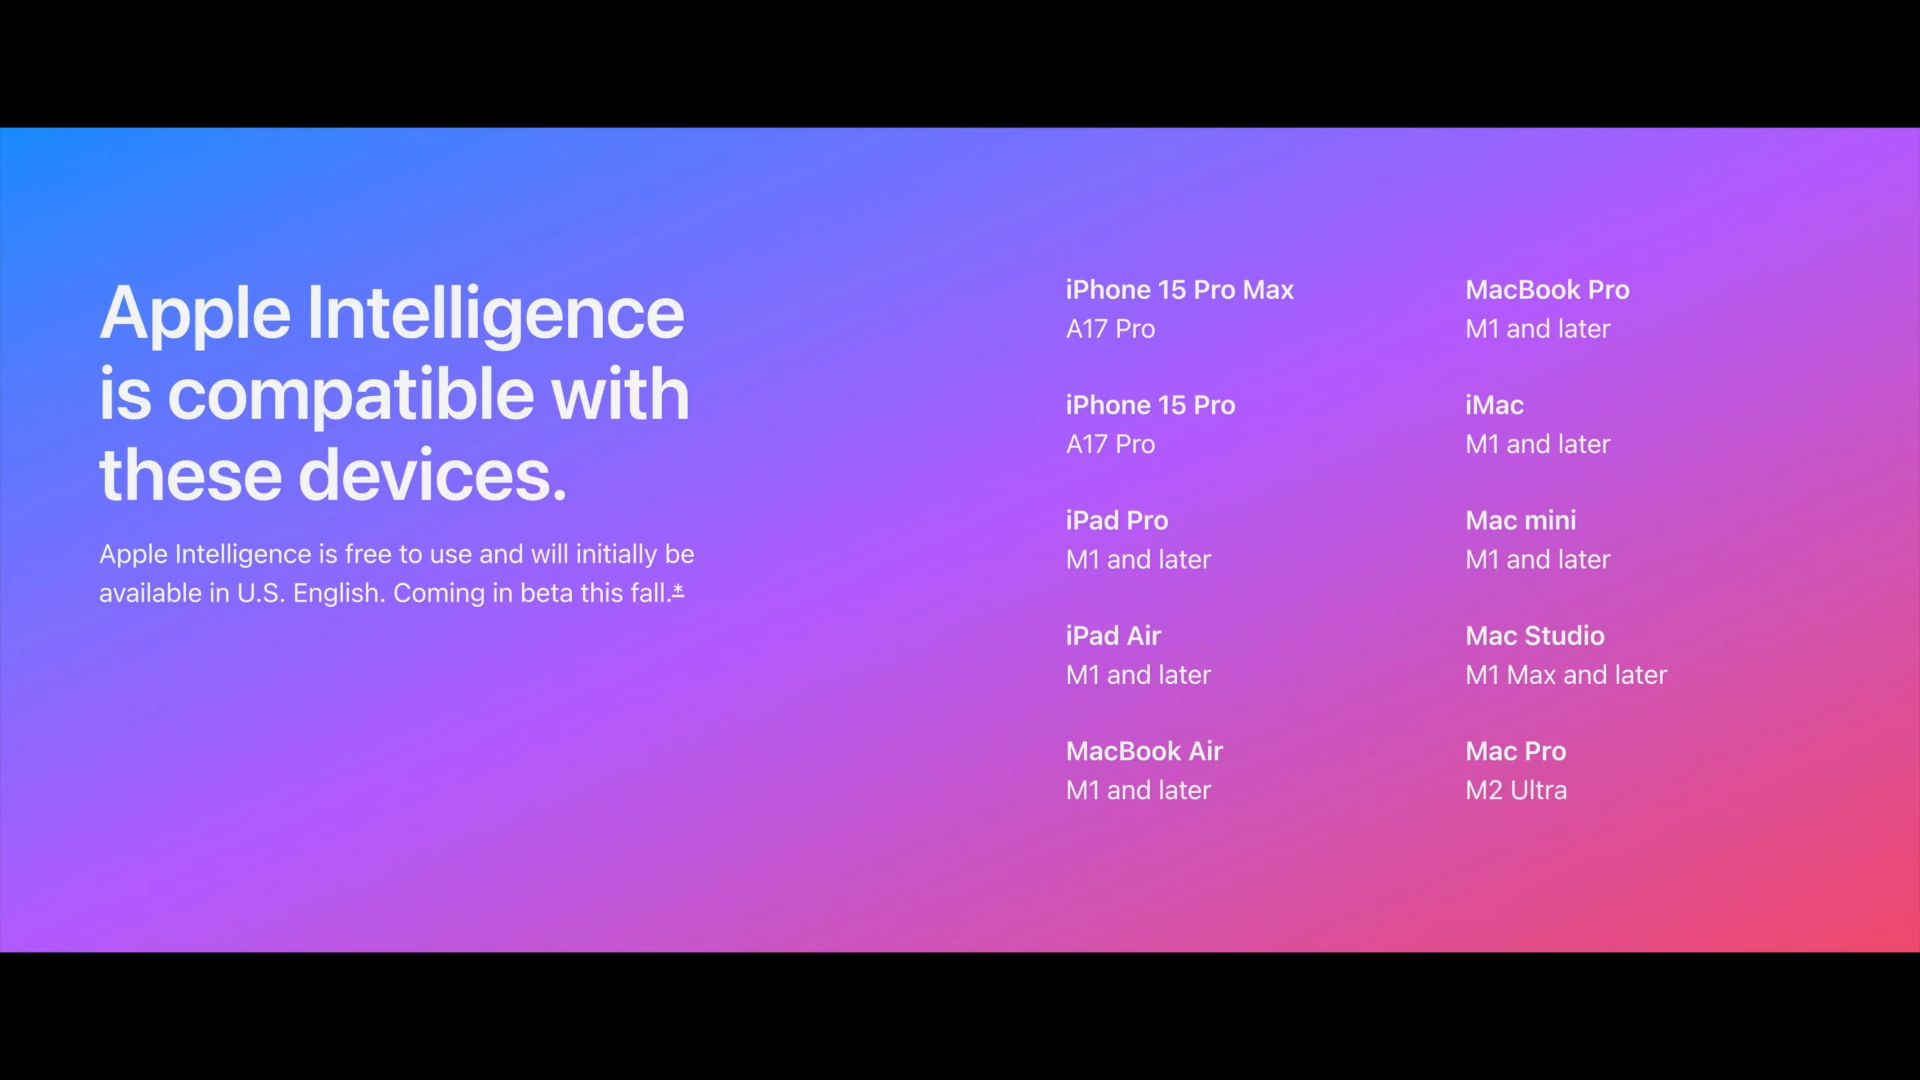 Apple Intelligence
is compatible with
these devices.
Apple Intelligence is free to use and will initially be
available in U.S. English. Coming in beta this fall.*
iPhone 15 Pro Max
A17 Pro
iPhone 15 Pro
A17 Pro
iPad Pro
M1 and later
iPad Air
M1 and later
MacBook Air
M1 and later
MacBook Pro
M1 and later
iMac
M1 and later
Mac mini
M1 and later
Mac Studio
M1 Max and later
Mac Pro
M2 Ultra